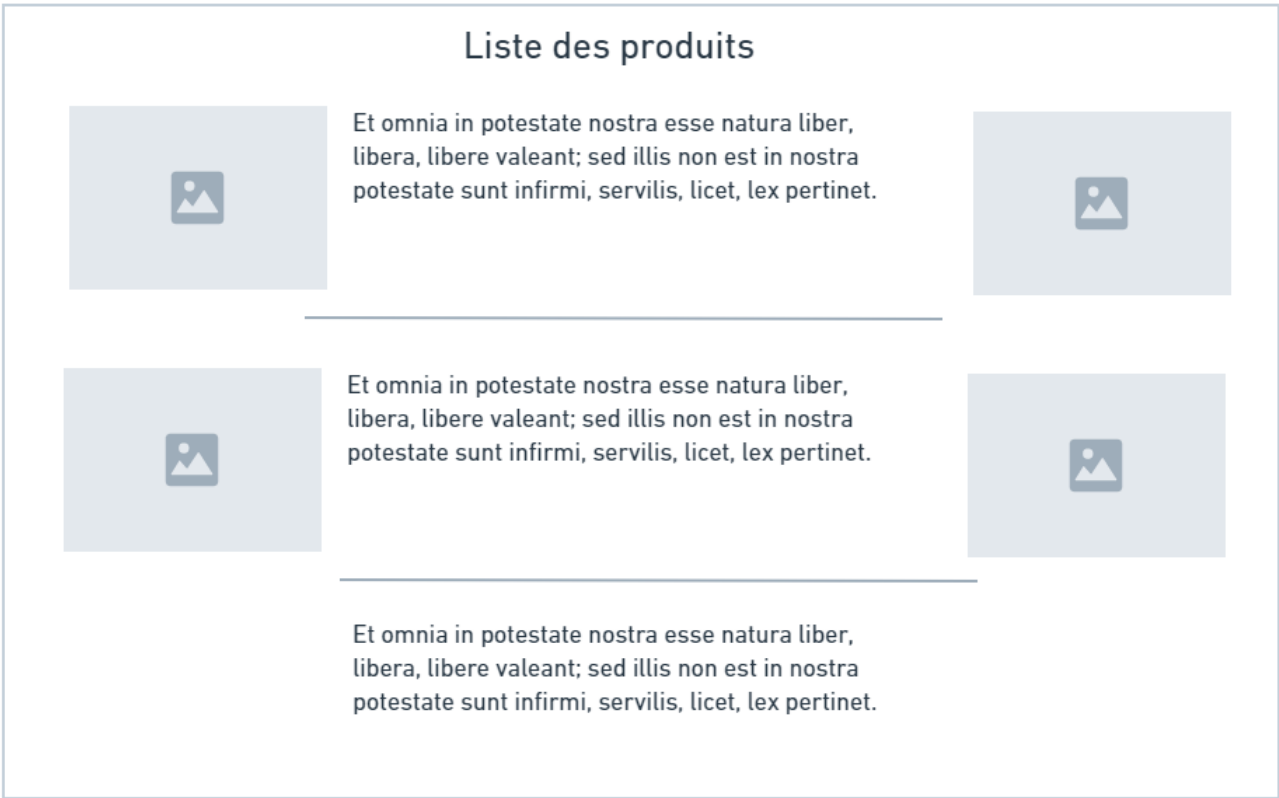 Liste des produits
Et omnia in potestate nostra esse natura liber,
libera, libere valeant; sed illis non est in nostra
potestate sunt infirmi, servilis, licet, lex pertinet.
Et omnia in potestate nostra esse natura liber,
libera, libere valeant; sed illis non est in nostra
potestate sunt infirmi, servilis, licet, lex pertinet.
Et omnia in potestate nostra esse natura liber,
libera, libere valeant; sed illis non est in nostra
potestate sunt infirmi, servilis, licet, lex pertinet.